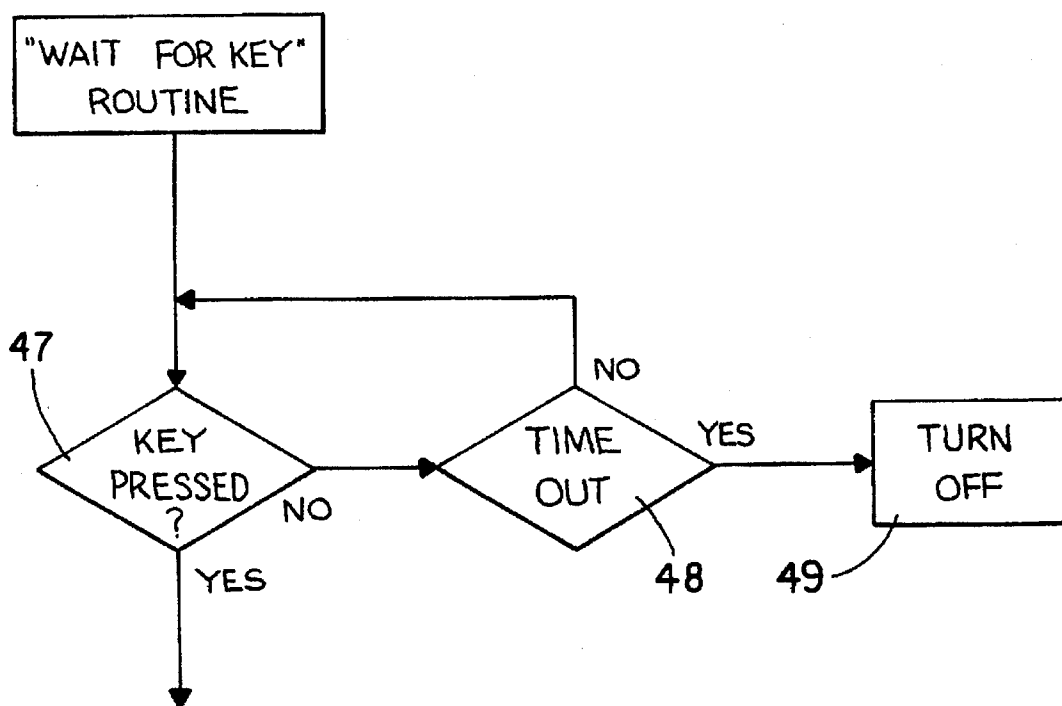 "WAIT FOR KEY"
ROUTINE
47
KEY
PRESSED
?
NO
YES
TIME
OUT
NO
YES
48
TURN
OFF
49